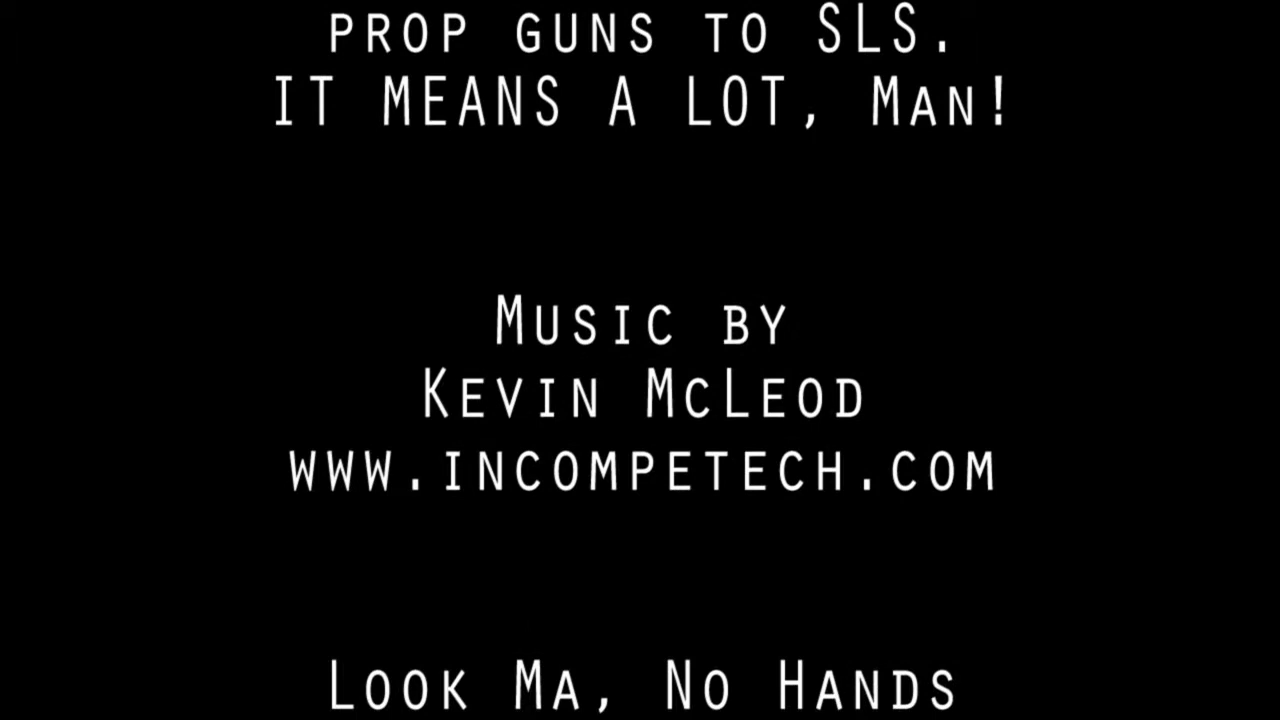 PROP GUNS TO SLS.
IT MEANS A LOT, MAN!
MUSIC BY
KEVIN MCLEOD
WWW.INCOMPETECH.COM
LOOK MA, NO HANDS